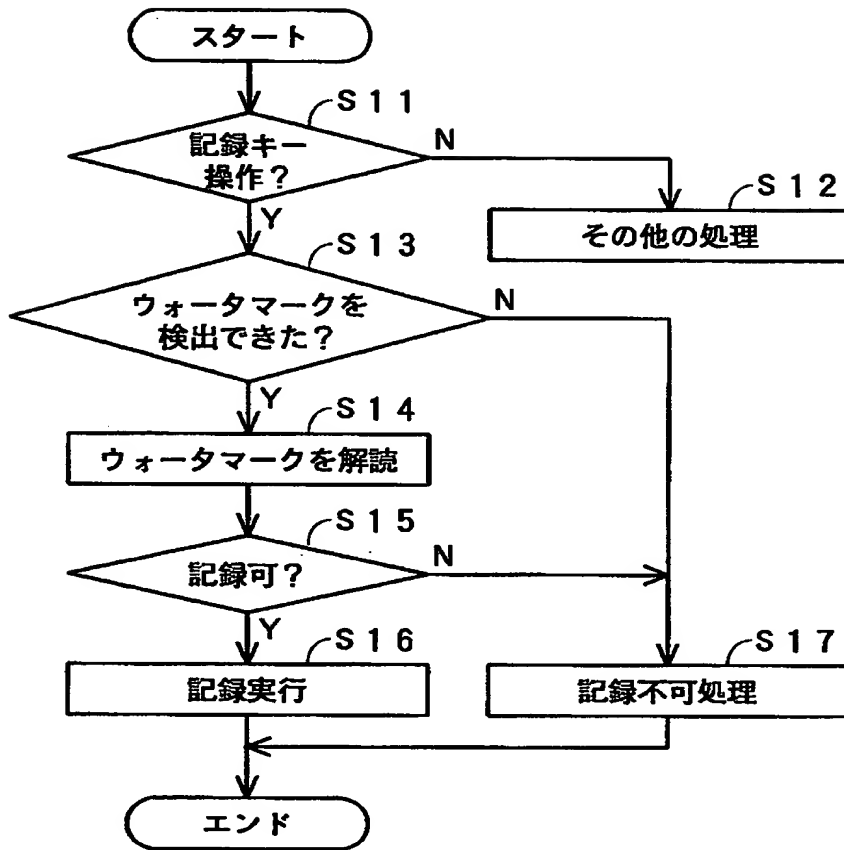 スタート
S11
記録キー
操作?
N
Y
S12
その他の処理
S13
ウォータマークを
検出できた?
N
Y
S14
ウォータマークを解読
S15
記録可?
N
Y
S16
記録実行
S17
記録不可処理
エンド